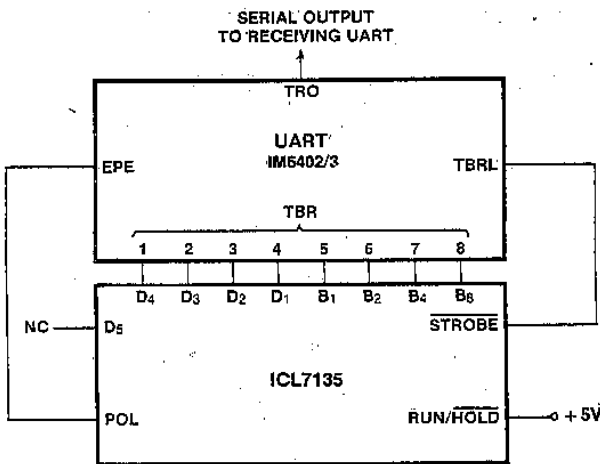 SERIAL OUTPUT
TO RECEIVING UART
TRO
UART
IM6402/3
EPE
TBRL
TBR
1 2 3 4 5 6 7 8
D4 D3 D2 D1 B1 B2 B4 B8
NC
D5
STROBE
ICL7135
POL
RUN/HOLD
+5V